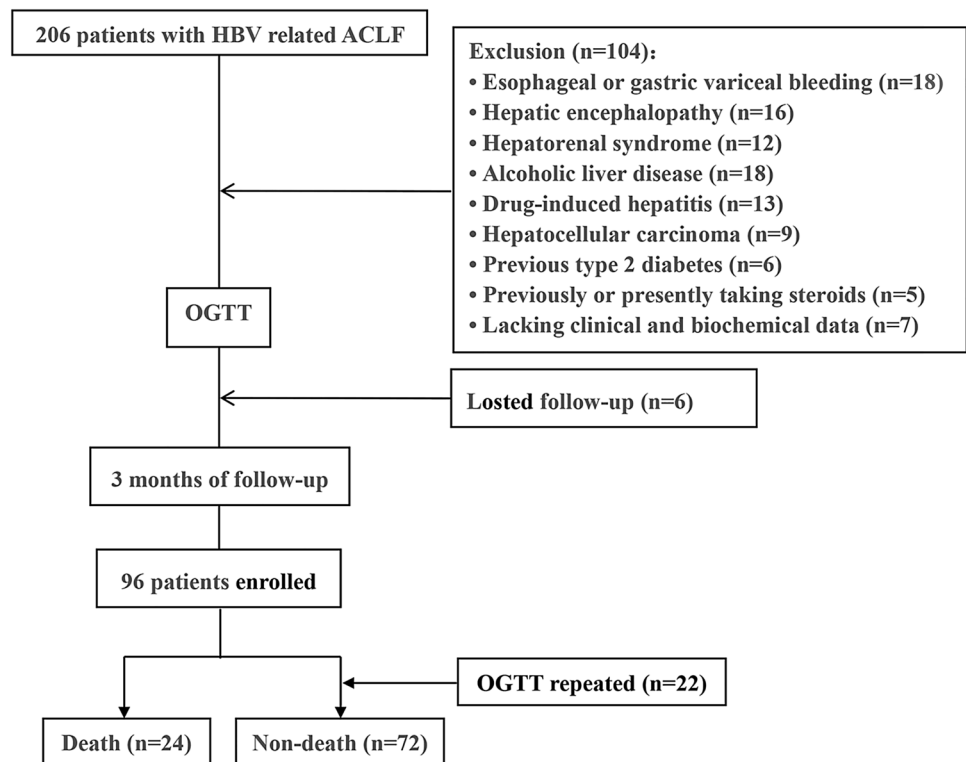 206 patients with HBV related ACLF
Exclusion (n=104)：
• Esophageal or gastric variceal bleeding (n=18)
• Hepatic encephalopathy (n=16)
• Hepatorenal syndrome (n=12)
• Alcoholic liver disease (n=18)
• Drug-induced hepatitis (n=13)
• Hepatocellular carcinoma (n=9)
• Previous type 2 diabetes (n=6)
• Previously or presently taking steroids (n=5)
• Lacking clinical and biochemical data (n=7)
OGTT
Losted follow-up (n=6)
3 months of follow-up
96 patients enrolled
OGTT repeated (n=22)
Death (n=24)
Non-death (n=72)